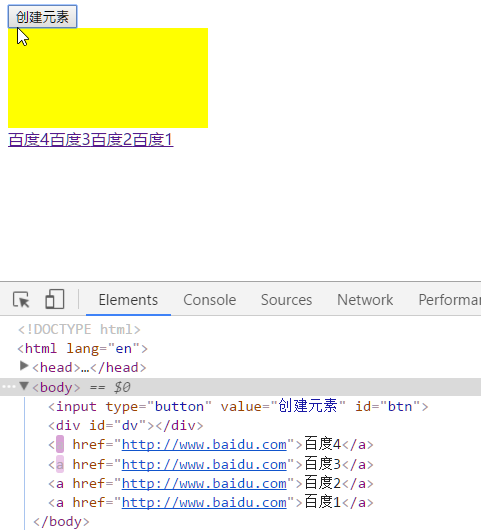 创建元素
百度4百度3百度2百度1
Elements Console Sources Network Performa
<!DOCTYPE html>
<html lang="en">
<head>…</head>
<body> == $0
<input type="button" value="创建元素" id="btn">
<div id="dv"></div>
< href="http://www.baidu.com">百度4</a>
<a href="http://www.baidu.com">百度3</a>
<a href="http://www.baidu.com">百度2</a>
<a href="http://www.baidu.com">百度1</a>
</body>